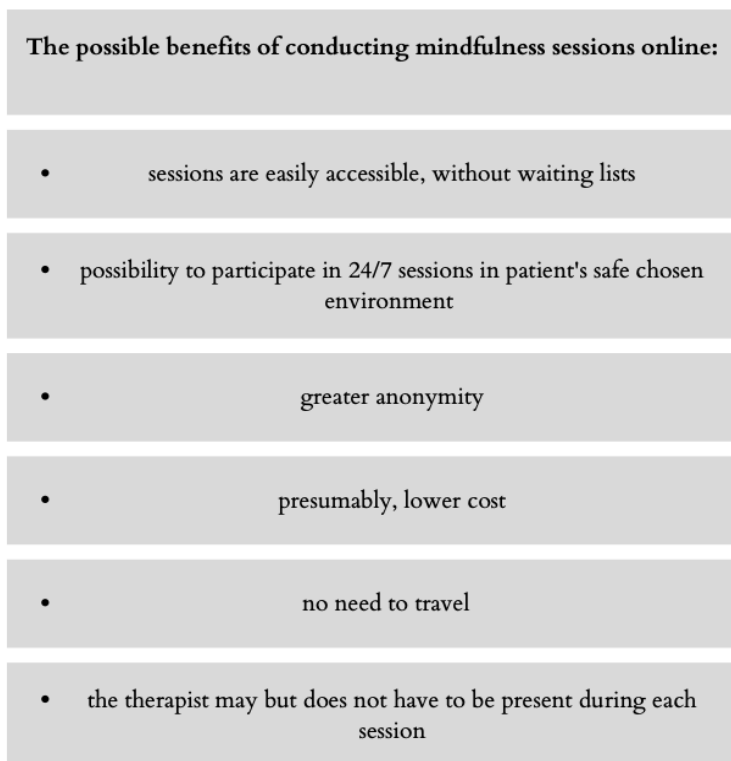 The possible benefits of conducting mindfulness sessions online:
• sessions are easily accessible, without waiting lists
• possibility to participate in 24/7 sessions in patient's safe chosen
environment
• greater anonymity
• presumably, lower cost
• no need to travel
• the therapist may but does not have to be present during each
session